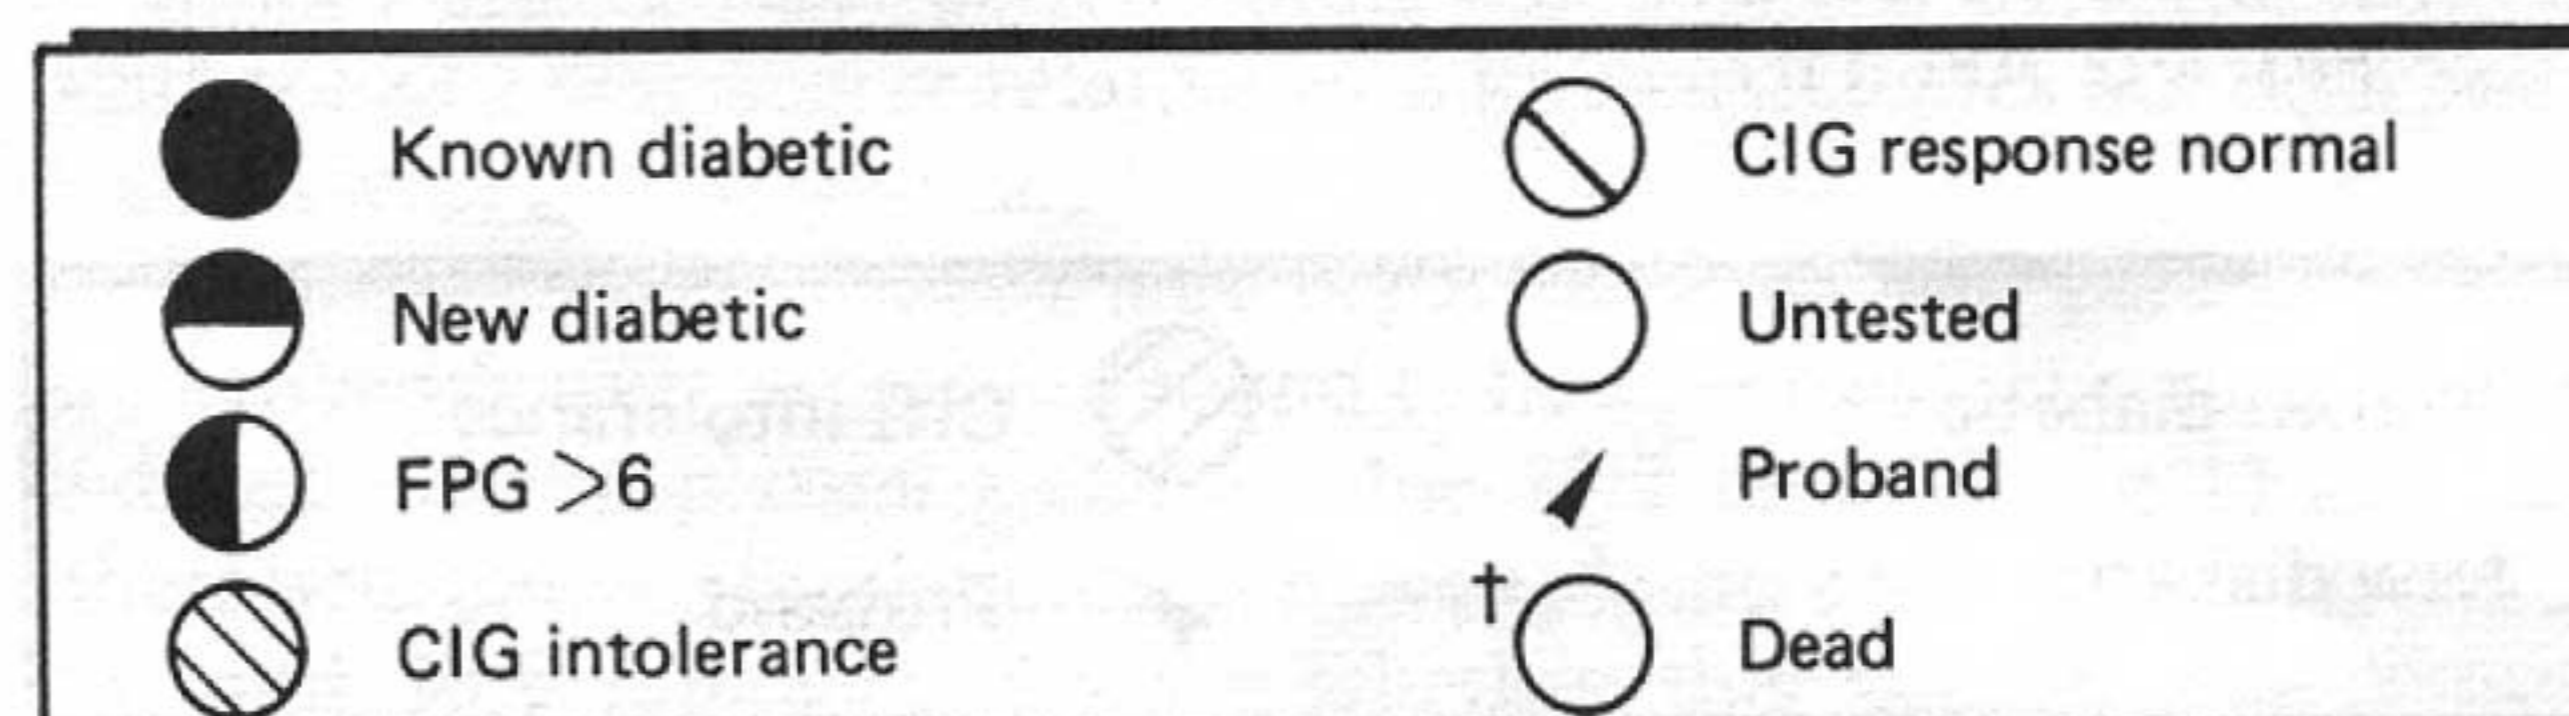 Known diabetic
New diabetic
FPG >6
CIG intolerance
CIG response normal
Untested
Proband
† Dead